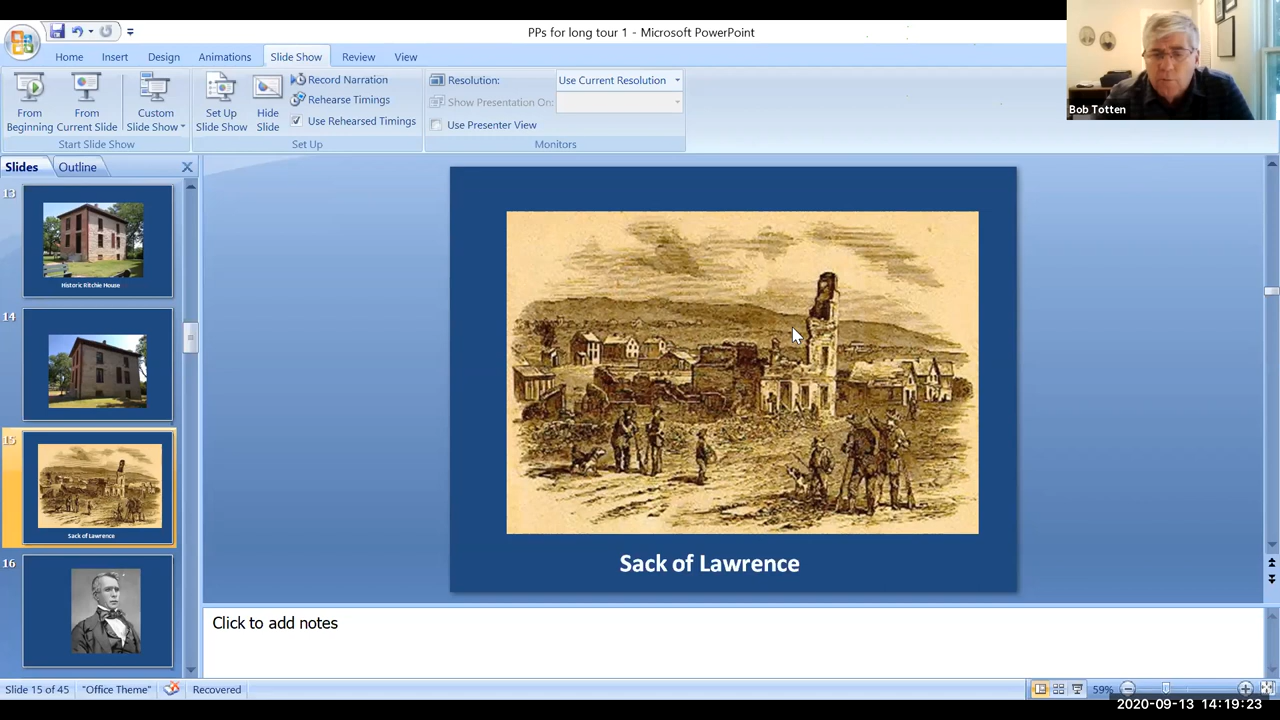 PPs for long tour 1 - Microsoft PowerPoint
Home Insert Design Animations Slide Show Review View
From Beginning
From Current Slide
Custom Slide Show
Start Slide Show
Set Up Slide Show
Hide Slide
Record Narration
Rehearse Timings
Use Rehearsed Timings
Set Up
Resolution: Use Current Resolution
Show Presentation On:
Use Presenter View
Monitors
Bob Totten
Slides Outline
13
Historic Ritchie House
14
15
Sack of Lawrence
16
Sack of Lawrence
Click to add notes
Slide 15 of 45 "Office Theme" Recovered 59%
2020-09-13 14:19:23